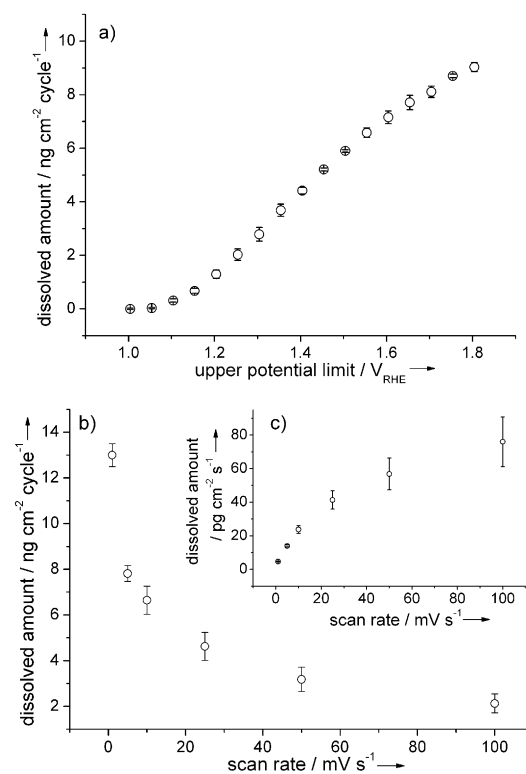 a)
10
8
6
4
2
0
dissolved amount / ng cm⁻² cycle⁻¹
1.0 1.2 1.4 1.6 1.8
upper potential limit / V_RHE
b)
14
12
10
8
6
4
2
dissolved amount / ng cm⁻² cycle⁻¹
0 20 40 60 80 100
scan rate / mV s⁻¹
c)
80
60
40
20
0
dissolved amount
/ pg cm⁻² s⁻¹
0 20 40 60 80 100
scan rate / mV s⁻¹